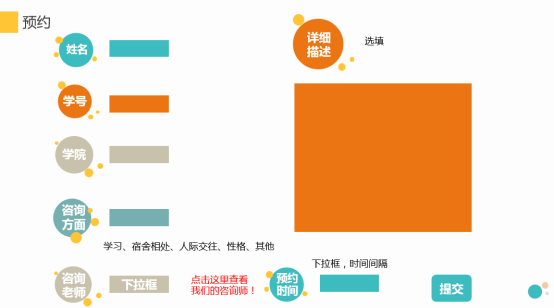 预约
姓名
学号
学院
咨询
方面
学习、宿舍相处、人际交往、性格、其他
咨询
老师
下拉框
点击这里查看
我们的咨询师！
详细
描述
选填
预约
时间
下拉框，时间间隔
提交